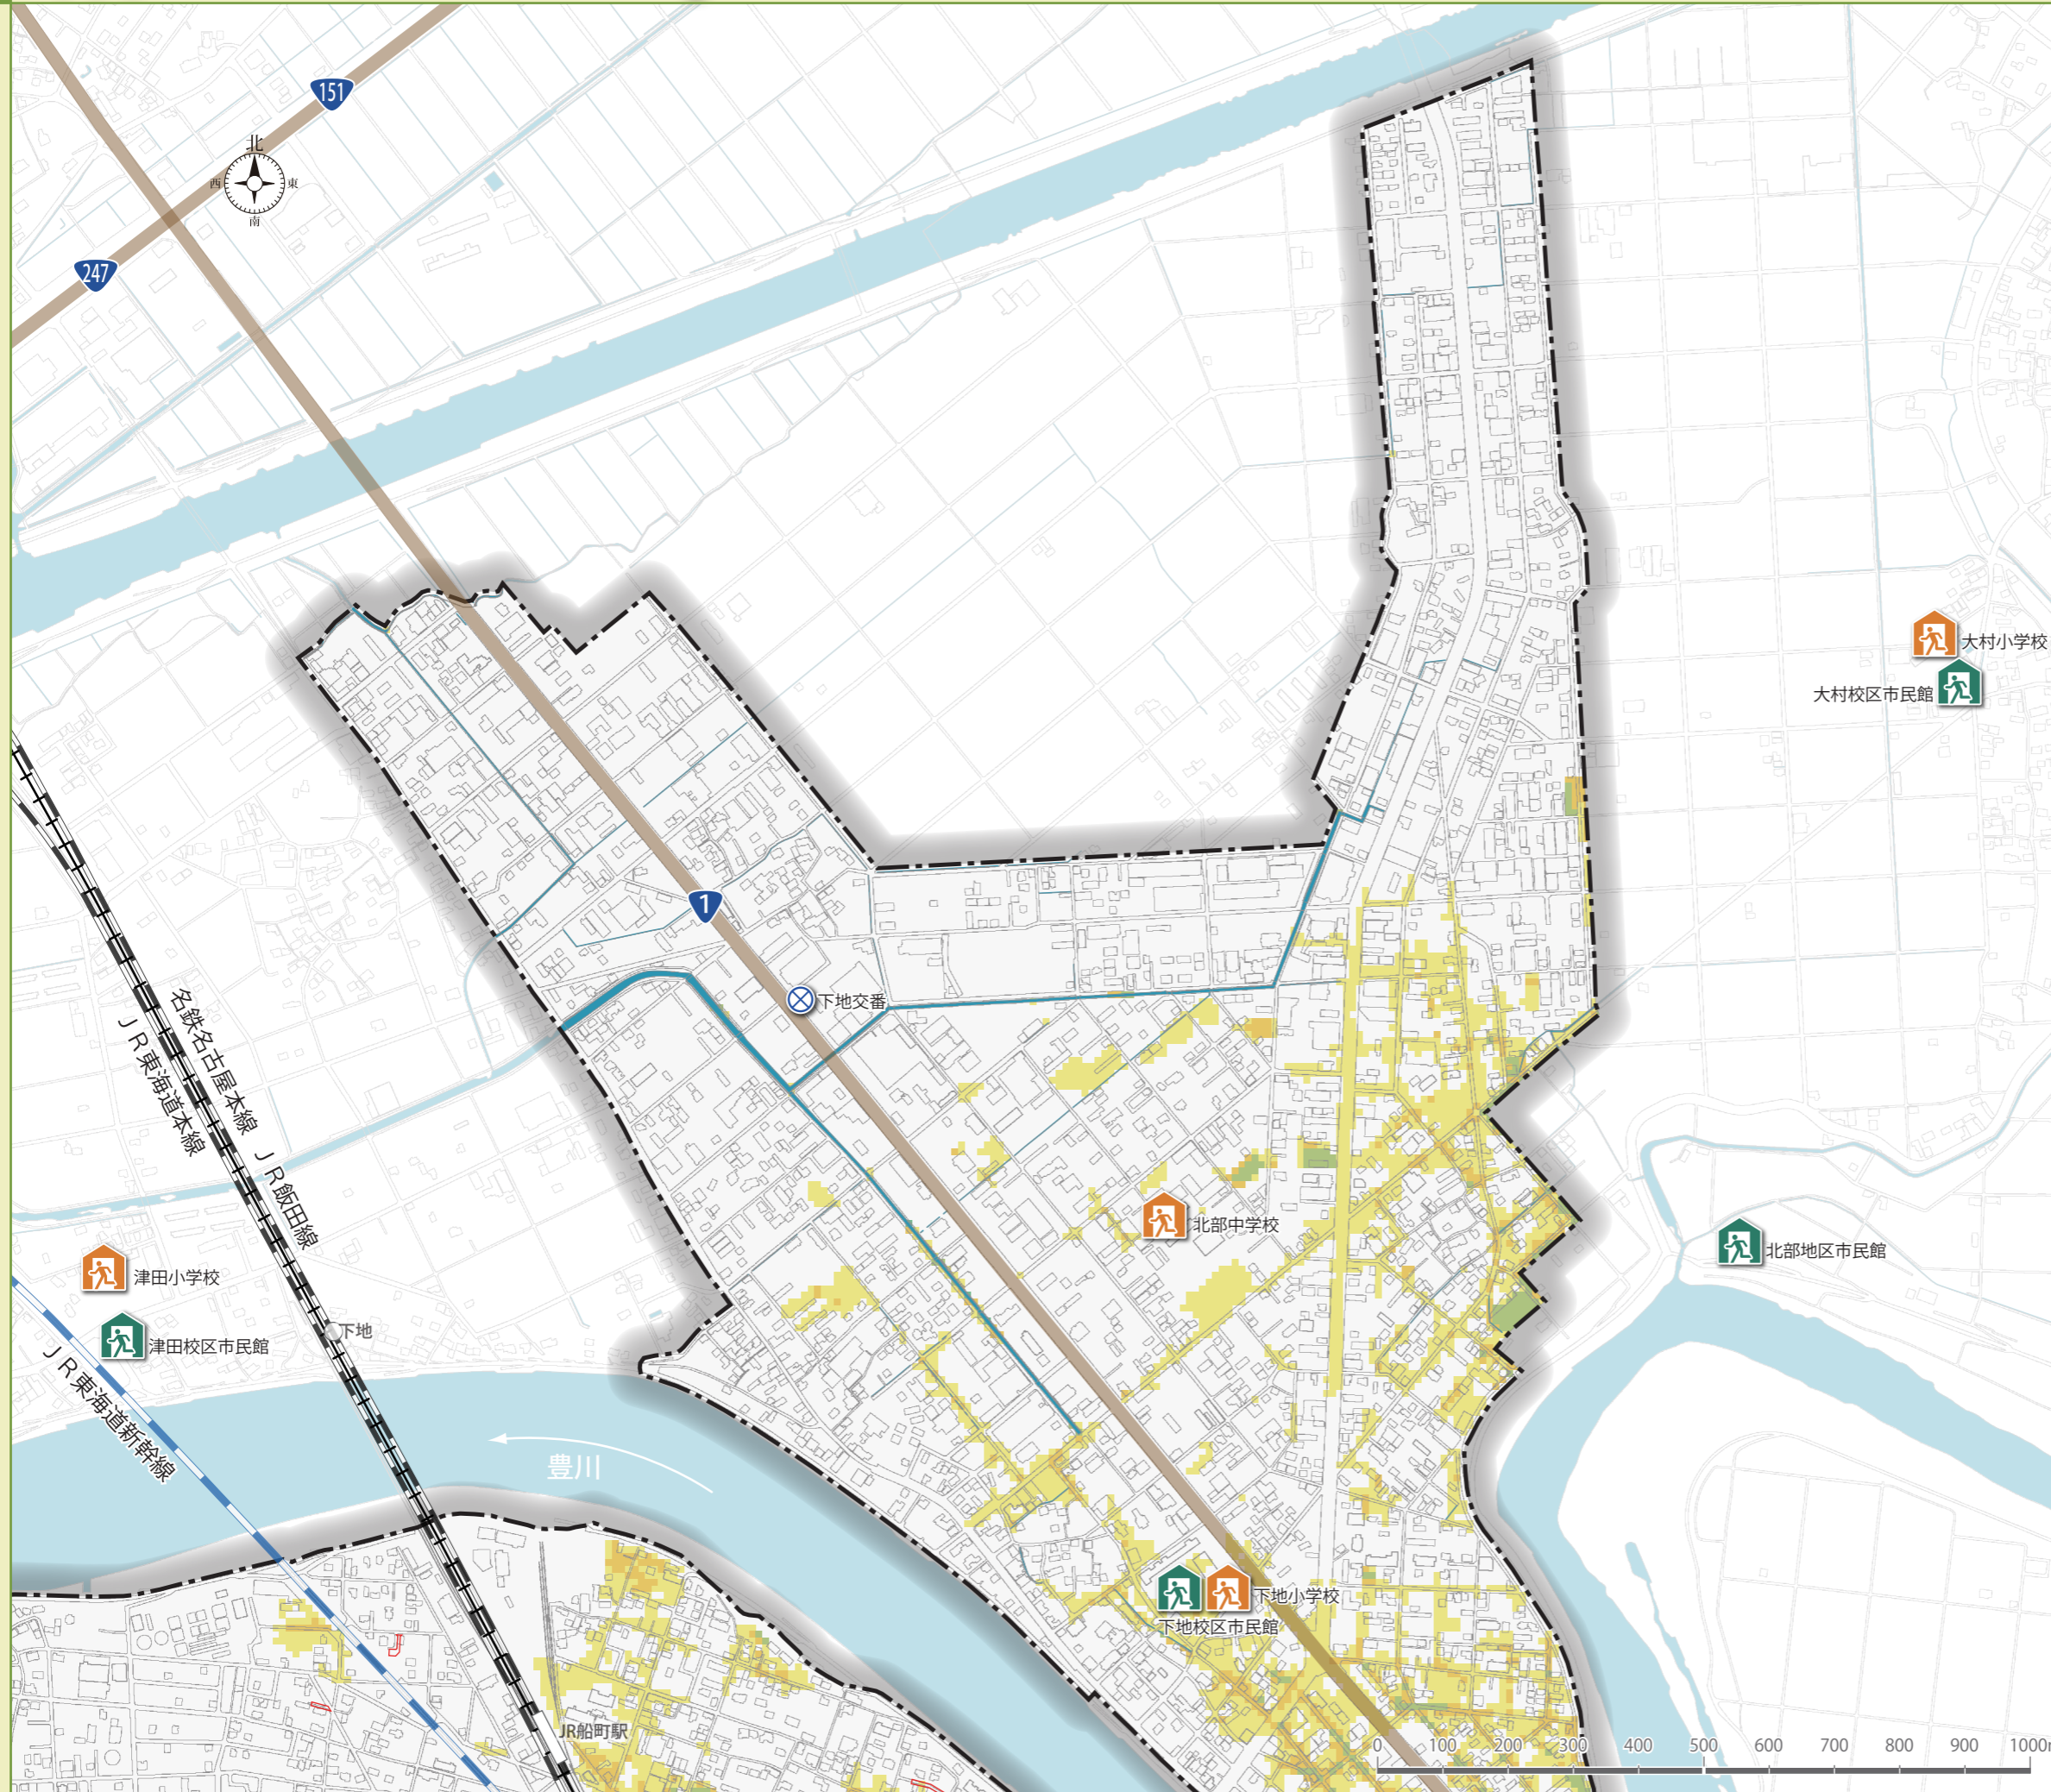 151
北
西
東
南
247
大村小学校
大村校区市民館
1
下地交番
名鉄名古屋本線
JR飯田線
JR東海道本線
北部中学校
北部地区市民館
津田小学校
下地
津田校区市民館
JR東海道新幹線
豊川
下地小学校
下地校区市民館
JR船町駅
0 100 200 300 400 500 600 700 800 900 1000m